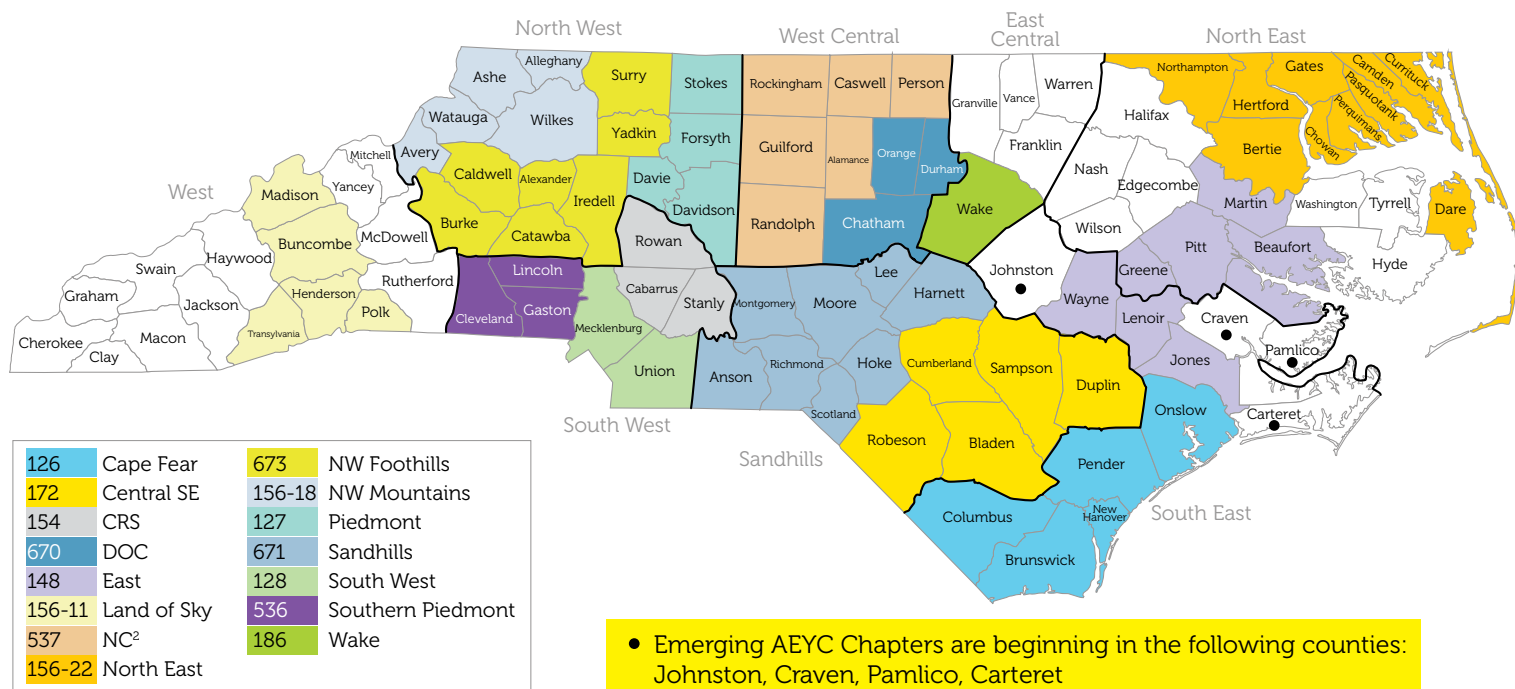 North West
West Central
East
Central
North East
West
South West
Sandhills
South East
Ashe
Alleghany
Surry
Stokes
Rockingham
Caswell
Person
Granville
Vance
Warren
Northampton
Gates
Camden
Currituck
Pasquotank
Perquimans
Chowan
Hertford
Halifax
Bertie
Watauga
Wilkes
Yadkin
Forsyth
Guilford
Alamance
Orange
Durham
Franklin
Nash
Edgecombe
Martin
Washington
Tyrrell
Dare
Avery
Mitchell
Yancey
Madison
Caldwell
Alexander
Iredell
Davie
Davidson
Randolph
Chatham
Wake
Wilson
Pitt
Beaufort
Hyde
Burke
Catawba
Rowan
McDowell
Buncombe
Haywood
Swain
Graham
Jackson
Cherokee
Clay
Macon
Transylvania
Henderson
Polk
Rutherford
Cleveland
Lincoln
Gaston
Mecklenburg
Cabarrus
Stanly
Union
Anson
Montgomery
Moore
Lee
Harnett
Johnston
Wayne
Greene
Lenoir
Craven
Pamlico
Jones
Carteret
Richmond
Hoke
Scotland
Cumberland
Sampson
Duplin
Onslow
Robeson
Bladen
Pender
Columbus
New
Hanover
Brunswick
126 Cape Fear
172 Central SE
154 CRS
670 DOC
148 East
156-11 Land of Sky
537 NC²
156-22 North East
673 NW Foothills
156-18 NW Mountains
127 Piedmont
671 Sandhills
128 South West
536 Southern Piedmont
186 Wake
• Emerging AEYC Chapters are beginning in the following counties:
Johnston, Craven, Pamlico, Carteret